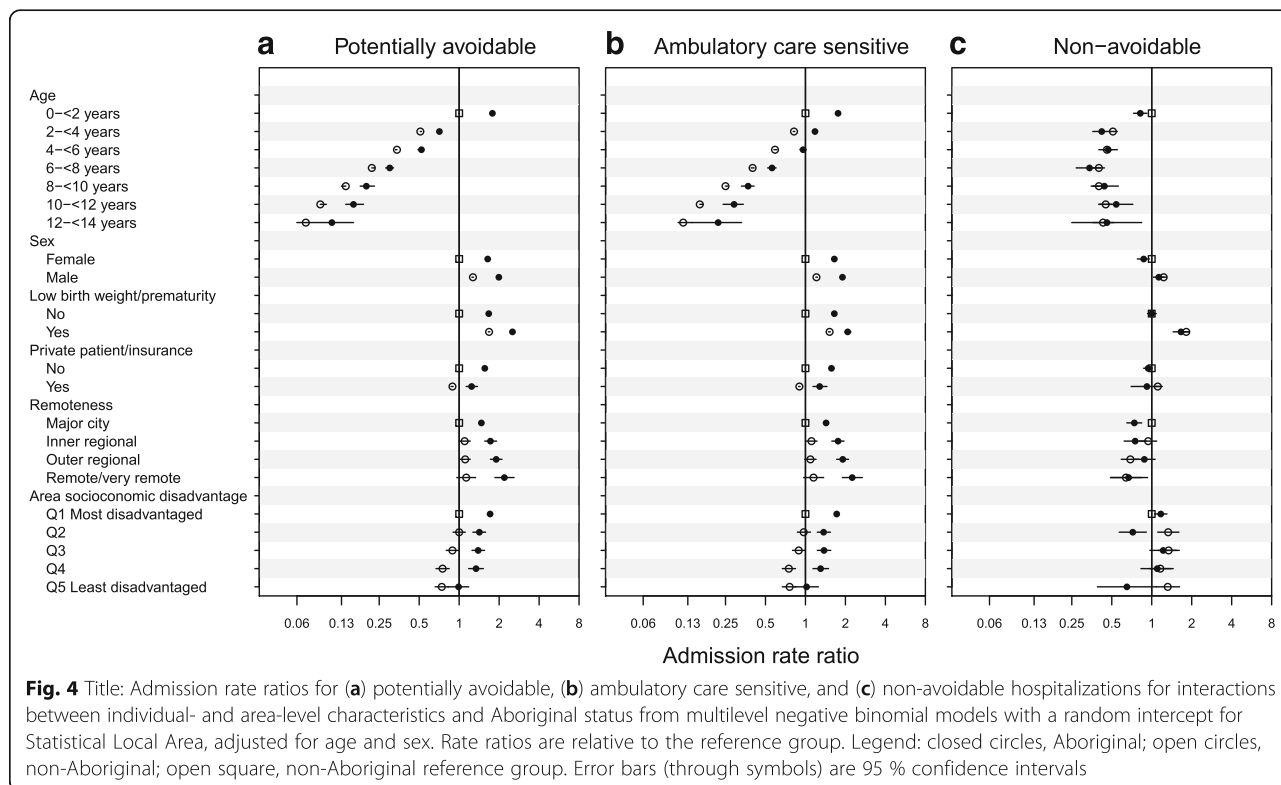 a Potentially avoidable
b Ambulatory care sensitive
c Non−avoidable
Age
0−<2 years
2−<4 years
4−<6 years
6−<8 years
8−<10 years
10−<12 years
12−<14 years
Sex
Female
Male
Low birth weight/prematurity
No
Yes
Private patient/insurance
No
Yes
Remoteness
Major city
Inner regional
Outer regional
Remote/very remote
Area socioconomic disadvantage
Q1 Most disadvantaged
Q2
Q3
Q4
Q5 Least disadvantaged
0.06 0.13 0.25 0.5 1 2 4 8
0.06 0.13 0.25 0.5 1 2 4 8
0.06 0.13 0.25 0.5 1 2 4 8
Admission rate ratio
Fig. 4 Title: Admission rate ratios for (a) potentially avoidable, (b) ambulatory care sensitive, and (c) non-avoidable hospitalizations for interactions
between individual- and area-level characteristics and Aboriginal status from multilevel negative binomial models with a random intercept for
Statistical Local Area, adjusted for age and sex. Rate ratios are relative to the reference group. Legend: closed circles, Aboriginal; open circles,
non-Aboriginal; open square, non-Aboriginal reference group. Error bars (through symbols) are 95 % confidence intervals